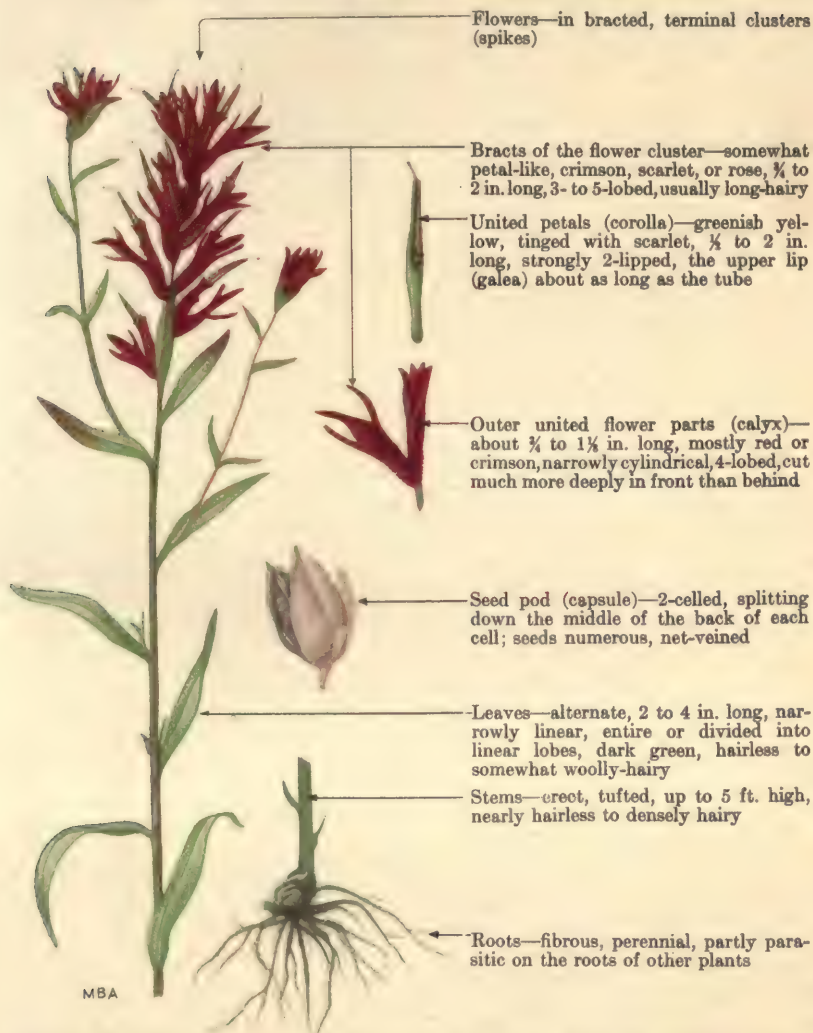 Flowers—in bracted, terminal clusters
(spikes)
Bracts of the flower cluster—somewhat
petal-like, crimson, scarlet, or rose, ¾ to
2 in. long, 3- to 5-lobed, usually long-hairy
United petals (corolla)—greenish yel-
low, tinged with scarlet, to 2 in.
long, strongly 2-lipped, the upper lip
(galea) about as long as the tube
Outer united flower parts (calyx)—
about ¾ to in. long, mostly red or
crimson, narrowly cylindrical, 4-lobed, cut
much more deeply in front than behind
Seed pod (capsule)—2-celled, splitting
down the middle of the back of each
cell; seeds numerous, net-veined
Leaves—alternate, 2 to 4 in. long, nar-
rowly linear, entire or divided into
linear lobes, dark green, hairless to
somewhat woolly-hairy
Stems—erect, tufted, up to 5 ft. high,
nearly hairless to densely hairy
Roots—fibrous, perennial, partly para-
sitic on the roots of other plants
MBA